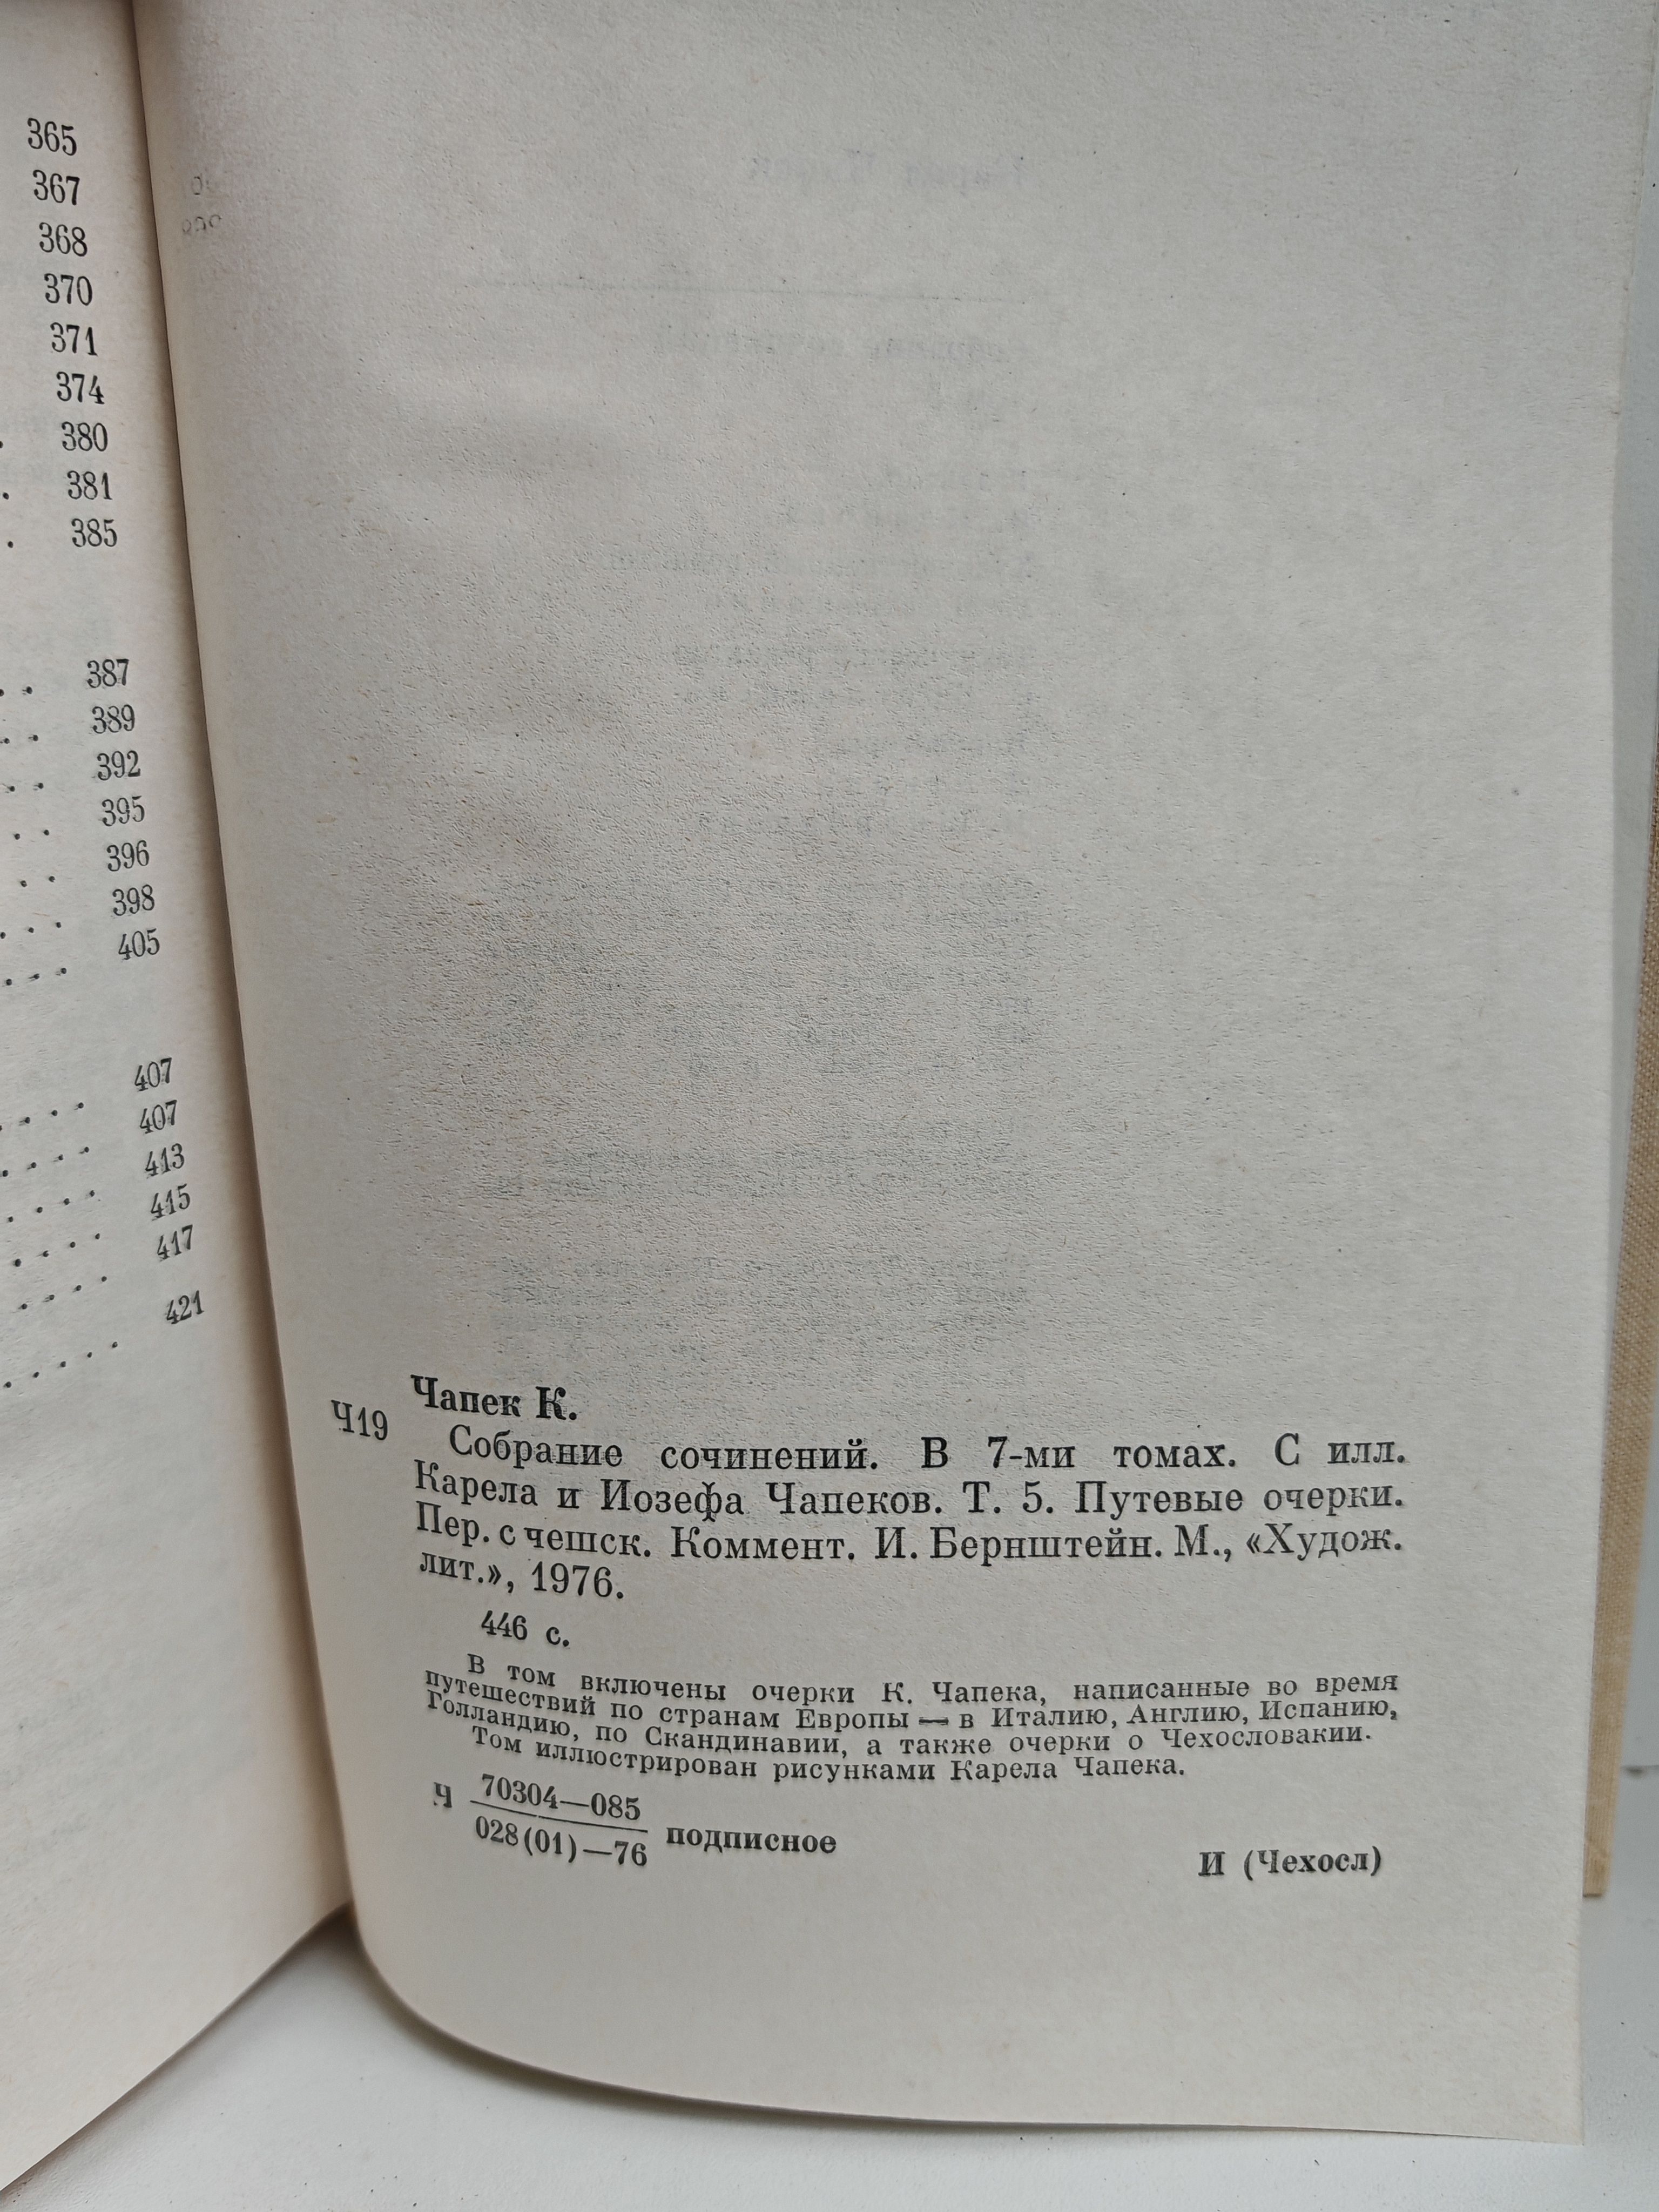 365
367
368
370
371
374
. 380
. 381
. 385
. . 387
. . 389
. . 392
. . 395
. . 396
. . . 398
. . . 405
. . . . 407
. . . . 407
. . . . 413
. . . . 415
. . . . 417
. . . . . 421
Чапек К.
Ч19
Собрание сочинений. В 7-ми томах. С илл.
Карела и Иозефа Чапеков. Т. 5. Путевые очерки.
Пер. с чешск. Коммент. И. Бернштейн. М., «Худож.
лит.», 1976.
446 с.
В том включены очерки К. Чапека, написанные во время
путешествий по странам Европы — в Италию, Англию, Испанию,
Голландию, по Скандинавии, а также очерки о Чехословакии.
Том иллюстрирован рисунками Карела Чапека.
70304—085
Ч
028(01)—76 подписное
И (Чехосл)